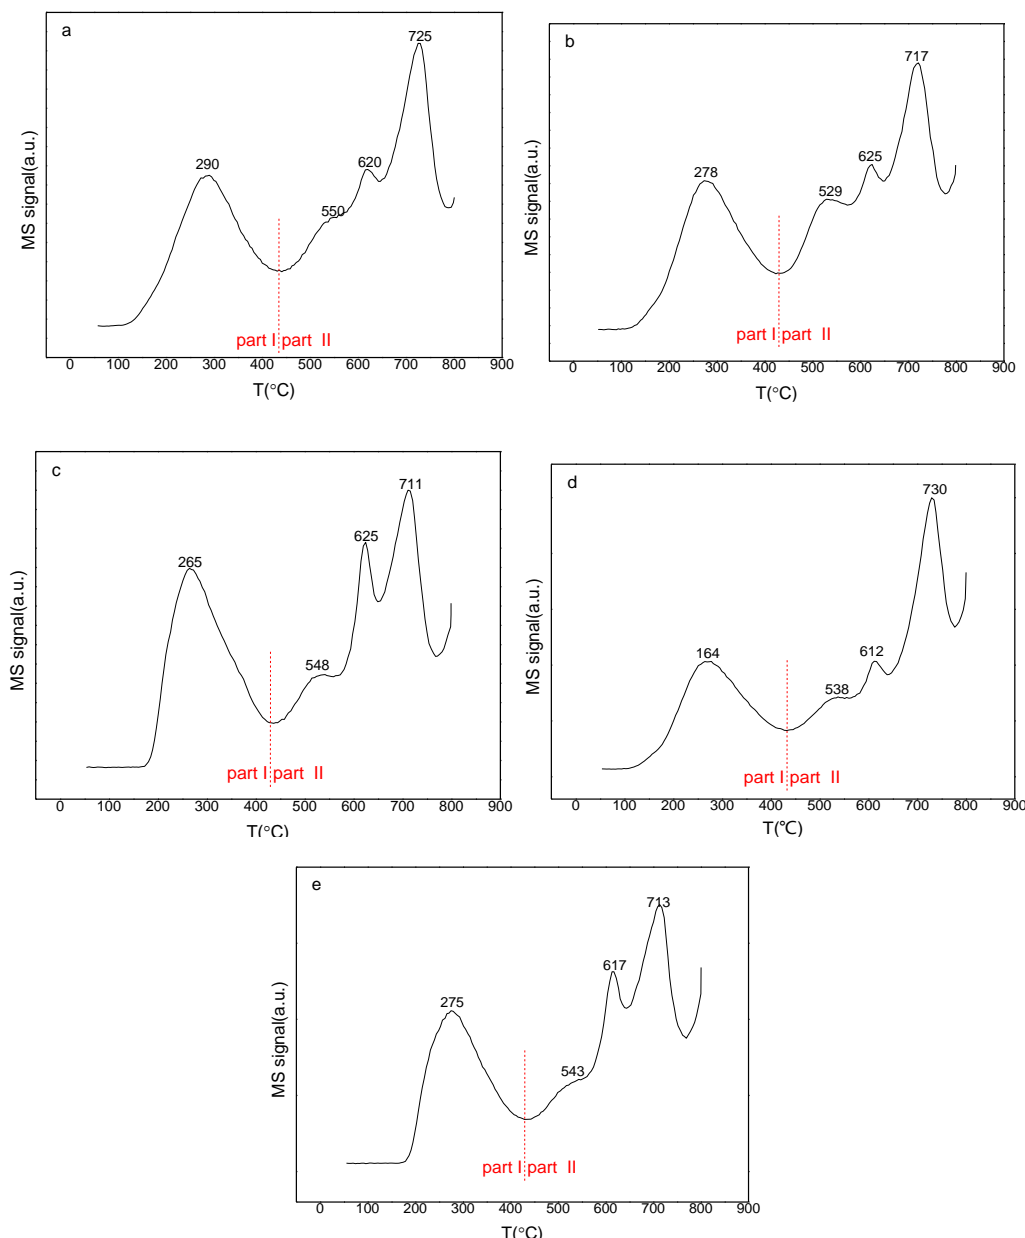 a
725
290
620
550
MS signal(a.u.)
part I part II
0 100 200 300 400 500 600 700 800 900
T(°C)
b
717
278
625
529
MS signal(a.u.)
part I part II
0 100 200 300 400 500 600 700 800 900
T(°C)
c
711
625
265
548
MS signal(a.u.)
part I part II
0 100 200 300 400 500 600 700 800 900
T(°C)
d
730
164
612
538
MS signal(a.u.)
part I part II
0 100 200 300 400 500 600 700 800 900
T(℃)
e
713
617
275
543
MS signal(a.u.)
part I part II
0 100 200 300 400 500 600 700 800 900
T(°C)